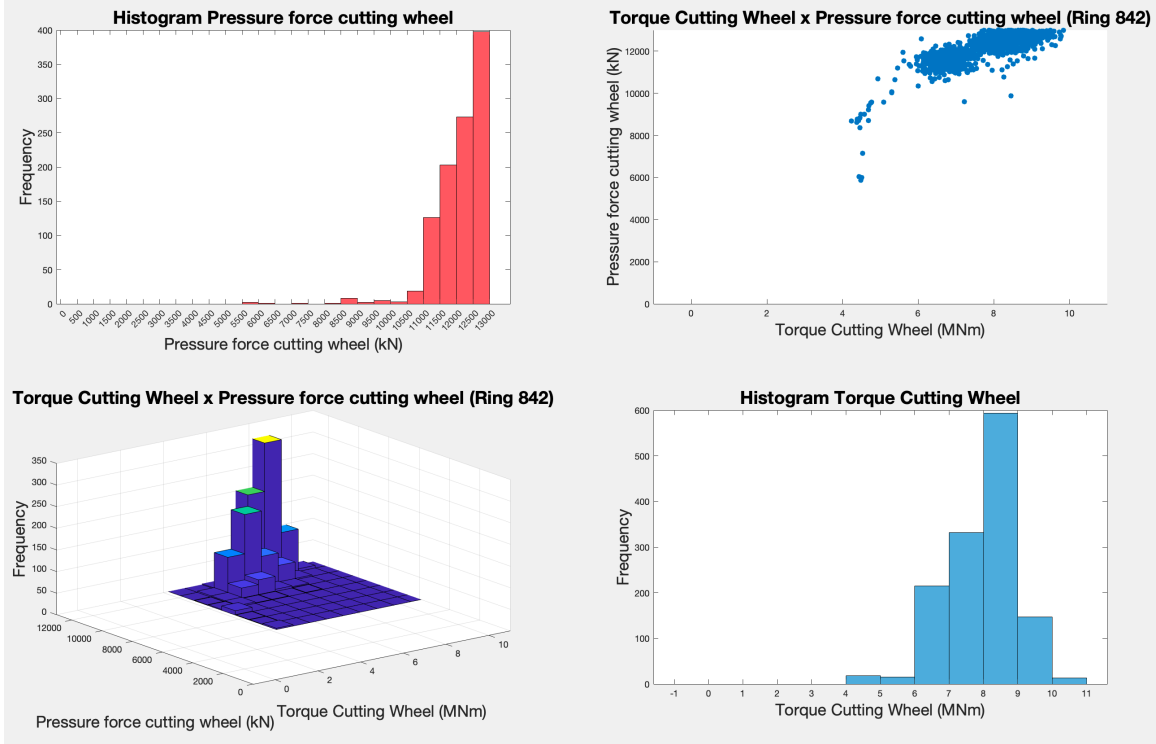 Histogram Pressure force cutting wheel
400
350
300
250
200
150
100
50
0
Frequency
0 500 1000 1500 2000 2500 3000 3500 4000 4500 5000 5500 6000 6500 7000 7500 8000 8500 9000 9500 10000 10500 11000 11500 12000 12500 13000
Pressure force cutting wheel (kN)
Torque Cutting Wheel x Pressure force cutting wheel (Ring 842)
12000
10000
8000
6000
4000
2000
0
Pressure force cutting wheel (kN)
0 2 4 6 8 10
Torque Cutting Wheel (MNm)
Torque Cutting Wheel x Pressure force cutting wheel (Ring 842)
350
300
250
200
150
100
50
0
Frequency
12000 10000 8000 6000 4000 2000 0
Pressure force cutting wheel (kN)
0 2 4 6 8 10
Torque Cutting Wheel (MNm)
Histogram Torque Cutting Wheel
600
500
400
300
200
100
0
Frequency
-1 0 1 2 3 4 5 6 7 8 9 10 11
Torque Cutting Wheel (MNm)